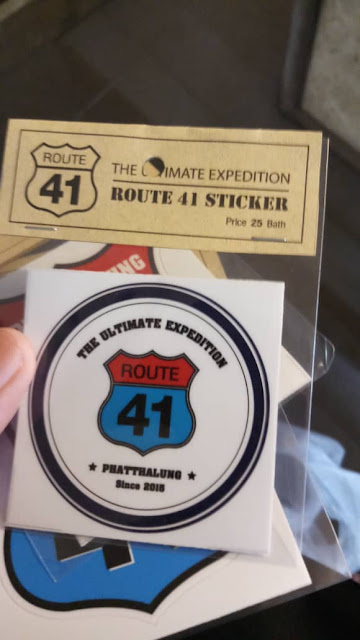 ROUTE
41
THE ULTIMATE EXPEDITION
ROUTE 41 STICKER
Price 25 Bath
THE ULTIMATE EXPEDITION
ROUTE
41
★ PHATTHALUNG ★
Since 2015